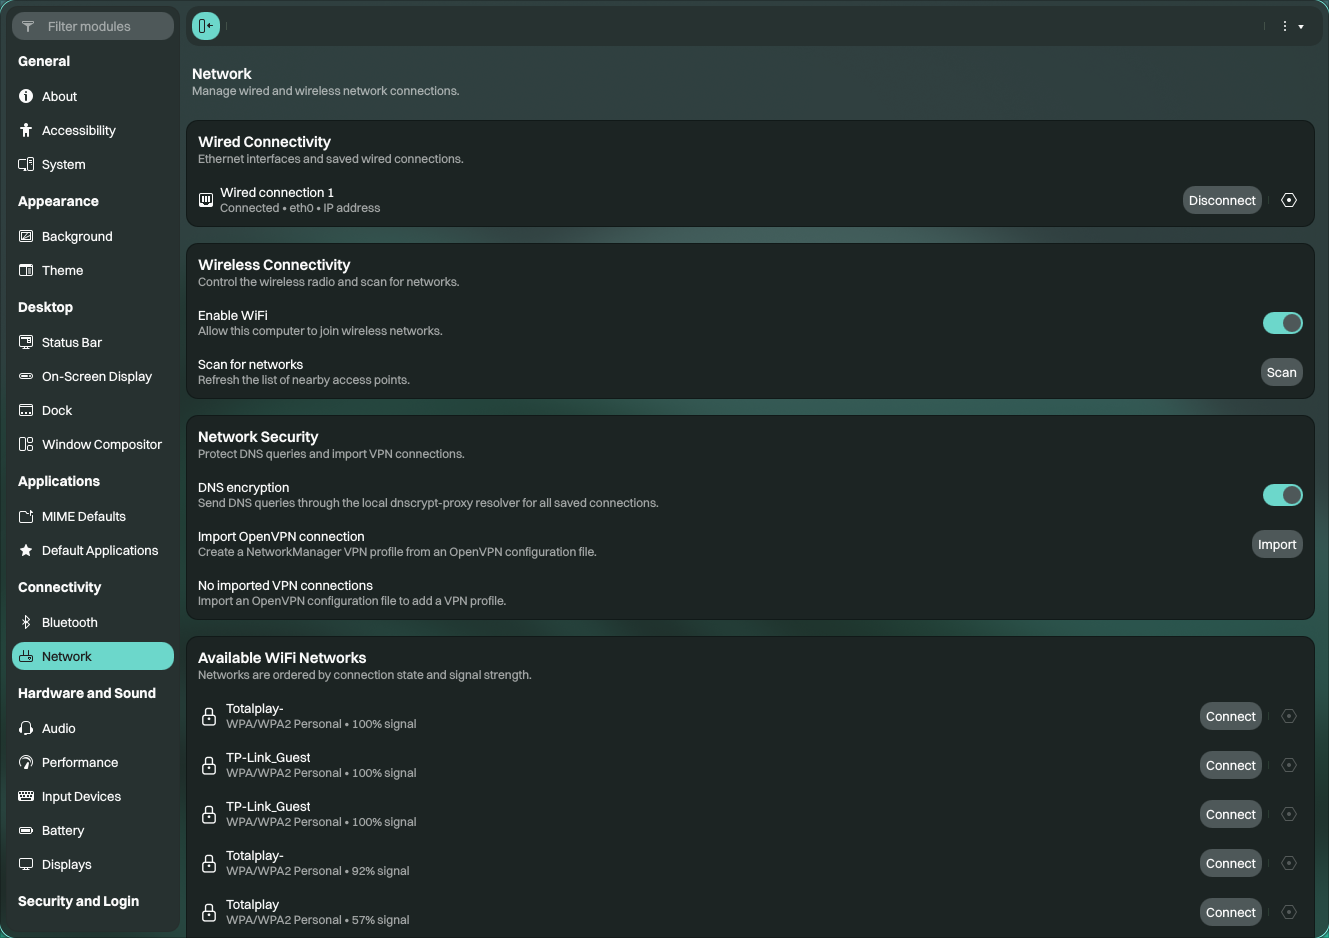 Filter modules
General
About
Accessibility
System
Appearance
Background
Theme
Desktop
Status Bar
On-Screen Display
Dock
Window Compositor
Applications
MIME Defaults
Default Applications
Connectivity
Bluetooth
Network
Hardware and Sound
Audio
Performance
Input Devices
Battery
Displays
Security and Login
Network
Manage wired and wireless network connections.
Wired Connectivity
Ethernet interfaces and saved wired connections.
Wired connection 1
Connected • eth0 • IP address
Disconnect
Wireless Connectivity
Control the wireless radio and scan for networks.
Enable WiFi
Allow this computer to join wireless networks.
Scan for networks
Refresh the list of nearby access points.
Scan
Network Security
Protect DNS queries and import VPN connections.
DNS encryption
Send DNS queries through the local dnscrypt-proxy resolver for all saved connections.
Import OpenVPN connection
Create a NetworkManager VPN profile from an OpenVPN configuration file.
Import
No imported VPN connections
Import an OpenVPN configuration file to add a VPN profile.
Available WiFi Networks
Networks are ordered by connection state and signal strength.
Totalplay-
WPA/WPA2 Personal • 100% signal
Connect
TP-Link_Guest
WPA/WPA2 Personal • 100% signal
Connect
TP-Link_Guest
WPA/WPA2 Personal • 100% signal
Connect
Totalplay-
WPA/WPA2 Personal • 92% signal
Connect
Totalplay
WPA/WPA2 Personal • 57% signal
Connect